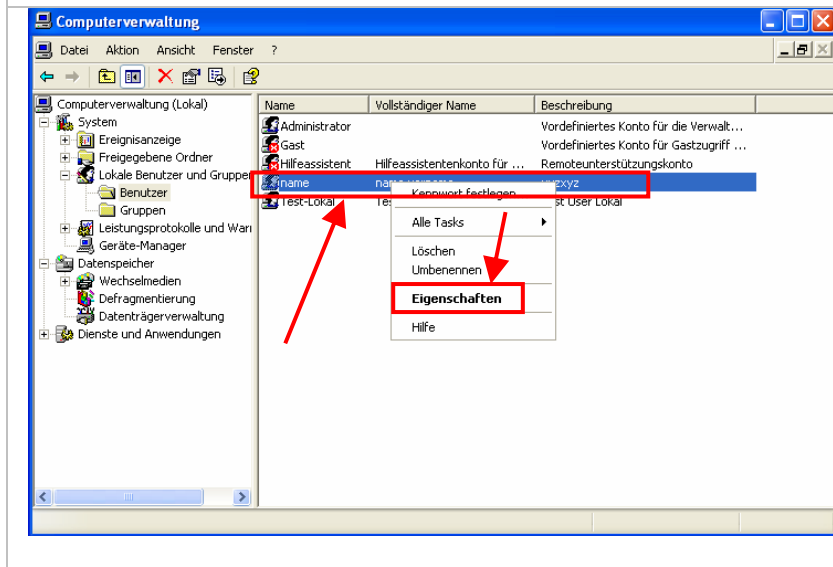 Computerverwaltung
Datei Aktion Ansicht Fenster ?
Computerverwaltung (Lokal)
System
Ereignisanzeige
Freigegebene Ordner
Lokale Benutzer und Gruppen
Benutzer
Gruppen
Leistungsprotokolle und Warn
Geräte-Manager
Datenspeicher
Wechselmedien
Defragmentierung
Datenträgerverwaltung
Dienste und Anwendungen
Name Vollständiger Name Beschreibung
Administrator Vordefiniertes Konto für die Verwalt...
Gast Vordefiniertes Konto für Gastzugriff ...
Hilfeassistent Hilfeassistentenkonto für ... Remoteunterstützungskonto
name
Test-Lokal User Lokal
Kennwort festlegen...
Alle Tasks
Löschen
Umbenennen
Eigenschaften
Hilfe